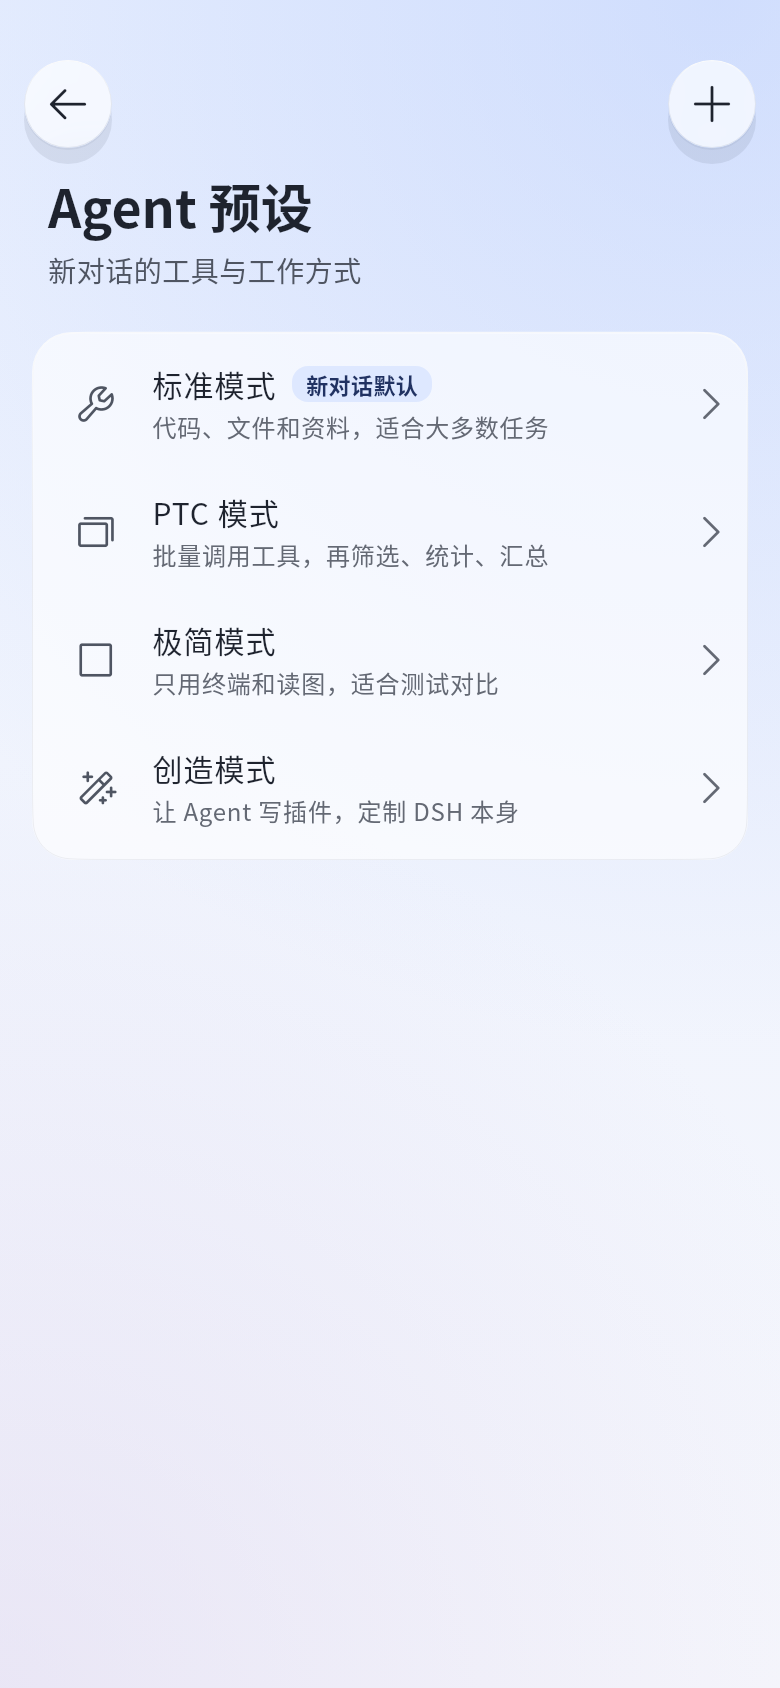 Agent 预设
新对话的工具与工作方式
标准模式 新对话默认
代码、文件和资料，适合大多数任务
PTC 模式
批量调用工具，再筛选、统计、汇总
极简模式
只用终端和读图，适合测试对比
创造模式
让 Agent 写插件，定制 DSH 本身